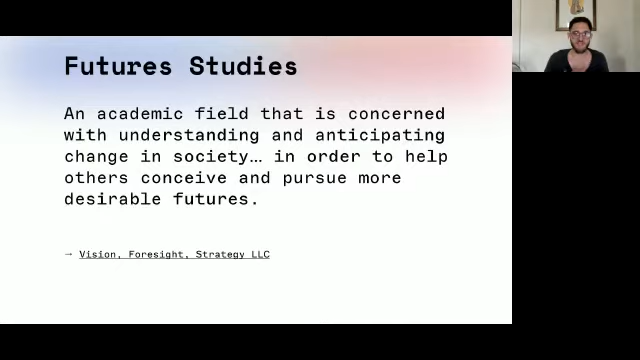 Futures Studies
An academic field that is concerned
with understanding and anticipating
change in society… in order to help
others conceive and pursue more
desirable futures.
→ Vision, Foresight, Strategy LLC